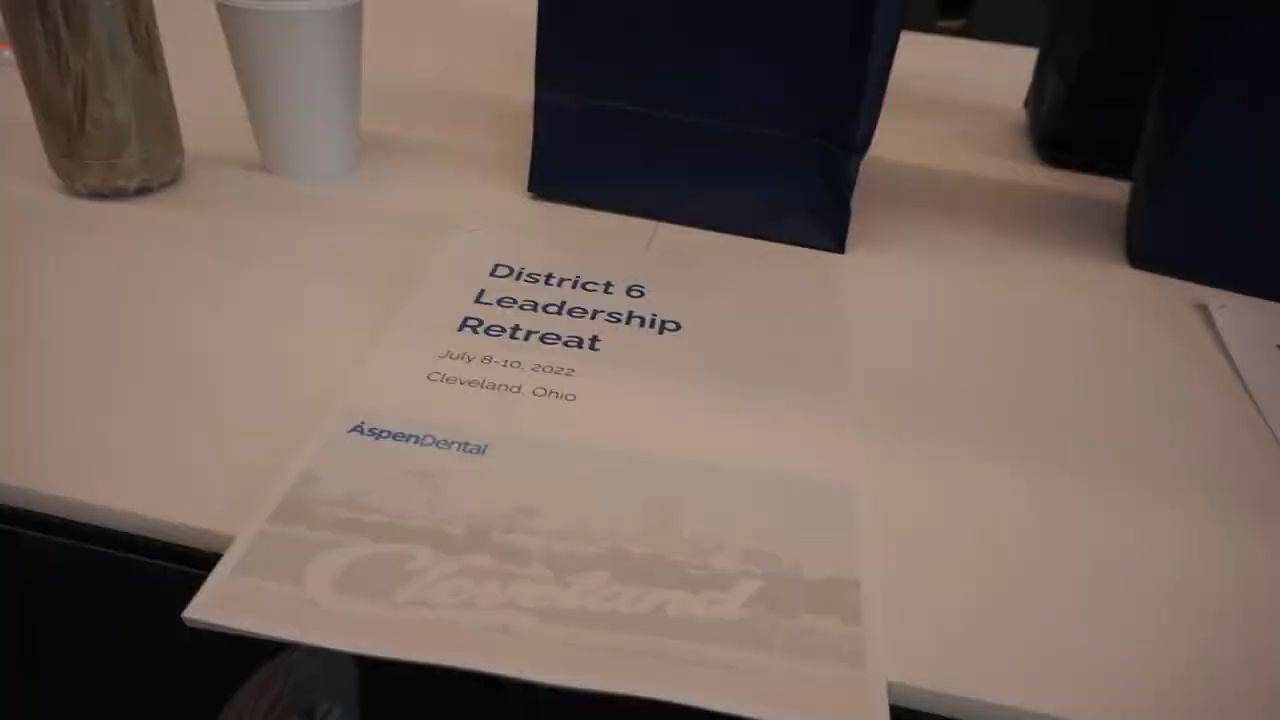 District 6
Leadership
Retreat
July 8-10, 2022
Cleveland, Ohio
AspenDental
Cleveland